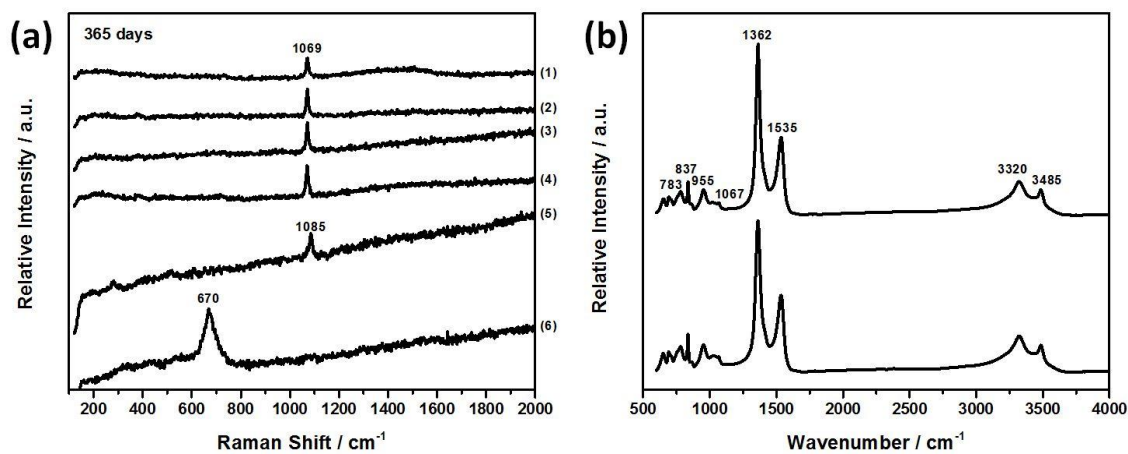 (a)
365 days
1069
(1)
(2)
(3)
(4)
(5)
1085
670
(6)
Relative Intensity / a.u.
200 400 600 800 1000 1200 1400 1600 1800 2000
Raman Shift / cm⁻¹
(b)
1362
1535
837
783
955
1067
3320
3485
Relative Intensity / a.u.
500 1000 1500 2000 2500 3000 3500 4000
Wavenumber / cm⁻¹